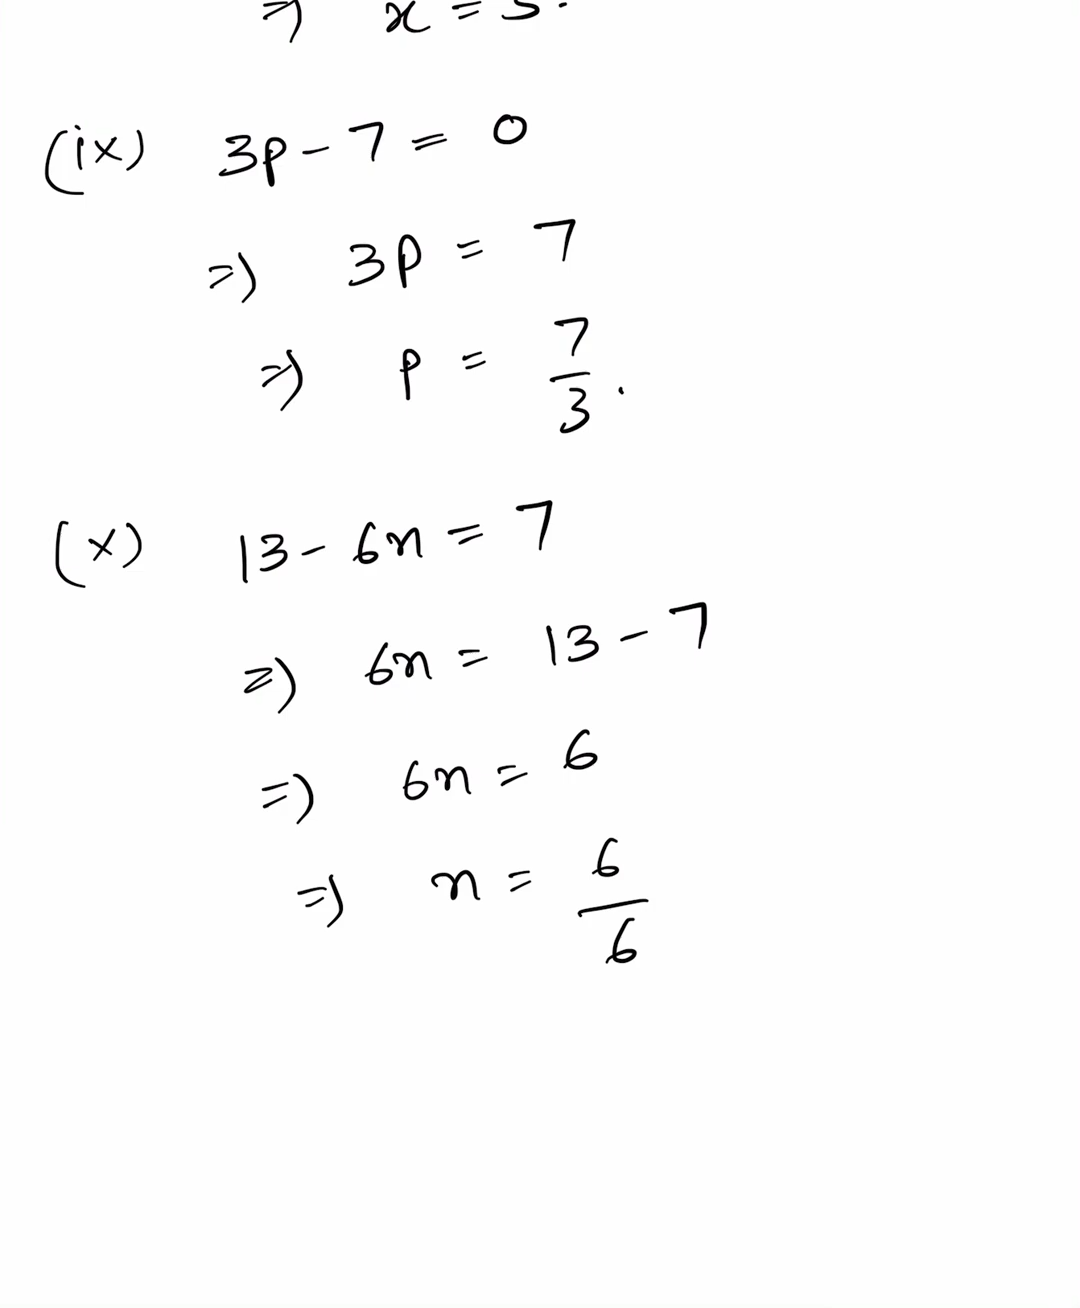 ⇒ x =
(ix) 3p - 7 = 0
⇒ 3p = 7
⇒ p = 7/3.
(x) 13 - 6n = 7
⇒ 6n = 13 - 7
⇒ 6n = 6
⇒ n = 6/6